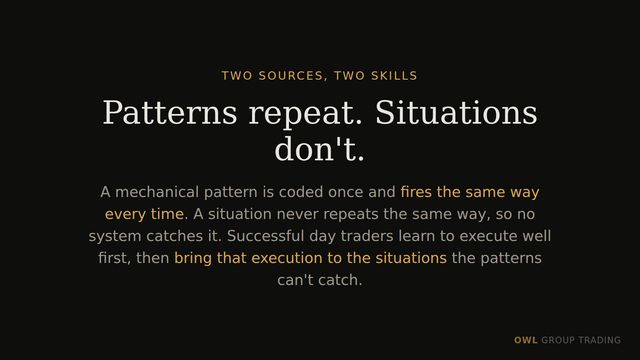 TWO SOURCES, TWO SKILLS
Patterns repeat. Situations
don't.
A mechanical pattern is coded once and fires the same way
every time. A situation never repeats the same way, so no
system catches it. Successful day traders learn to execute well
first, then bring that execution to the situations the patterns
can't catch.
OWL GROUP TRADING